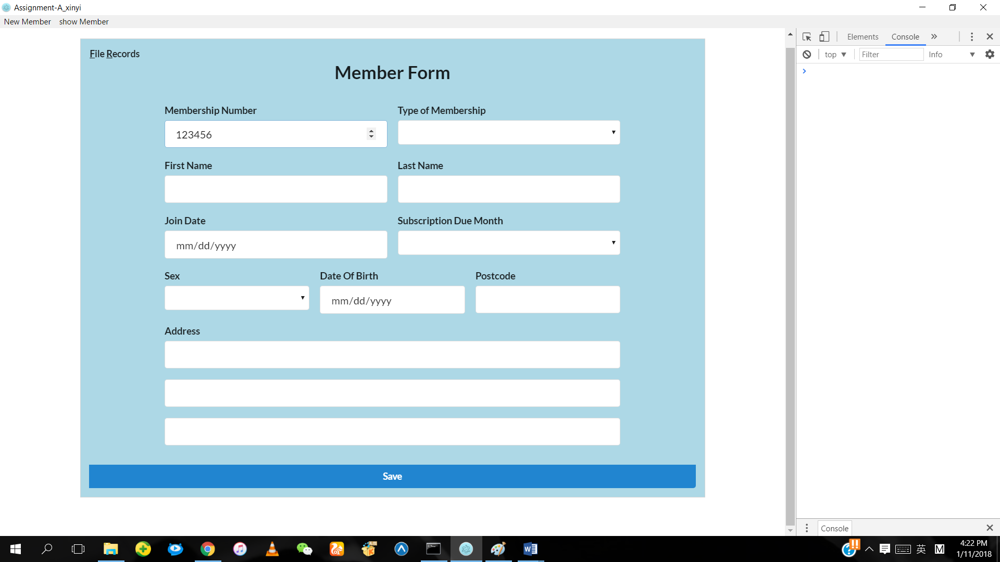 Assignment-A_xinyi
New Member show Member
File Records
Member Form
Membership Number Type of Membership
123456
First Name Last Name
Join Date Subscription Due Month
mm/dd/yyyy
Sex Date Of Birth Postcode
mm/dd/yyyy
Address
Save
Elements Console
top Filter Info
Console
英 M
4:22 PM
1/11/2018